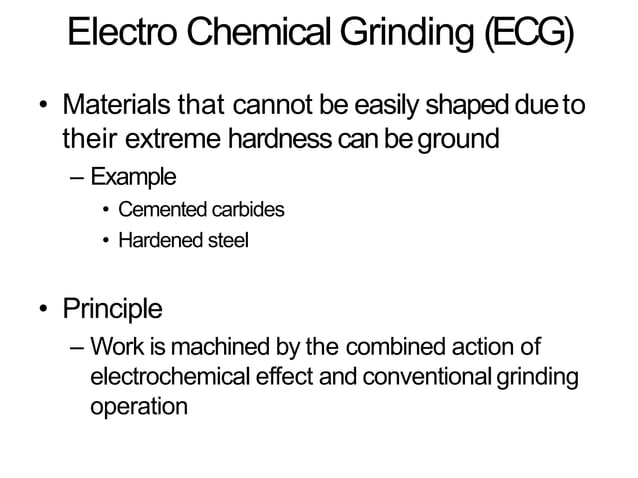 Electro Chemical Grinding (ECG)
• Materials that cannot be easily shaped due to
their extreme hardness can be ground
– Example
• Cemented carbides
• Hardened steel
• Principle
– Work is machined by the combined action of
electrochemical effect and conventional grinding
operation